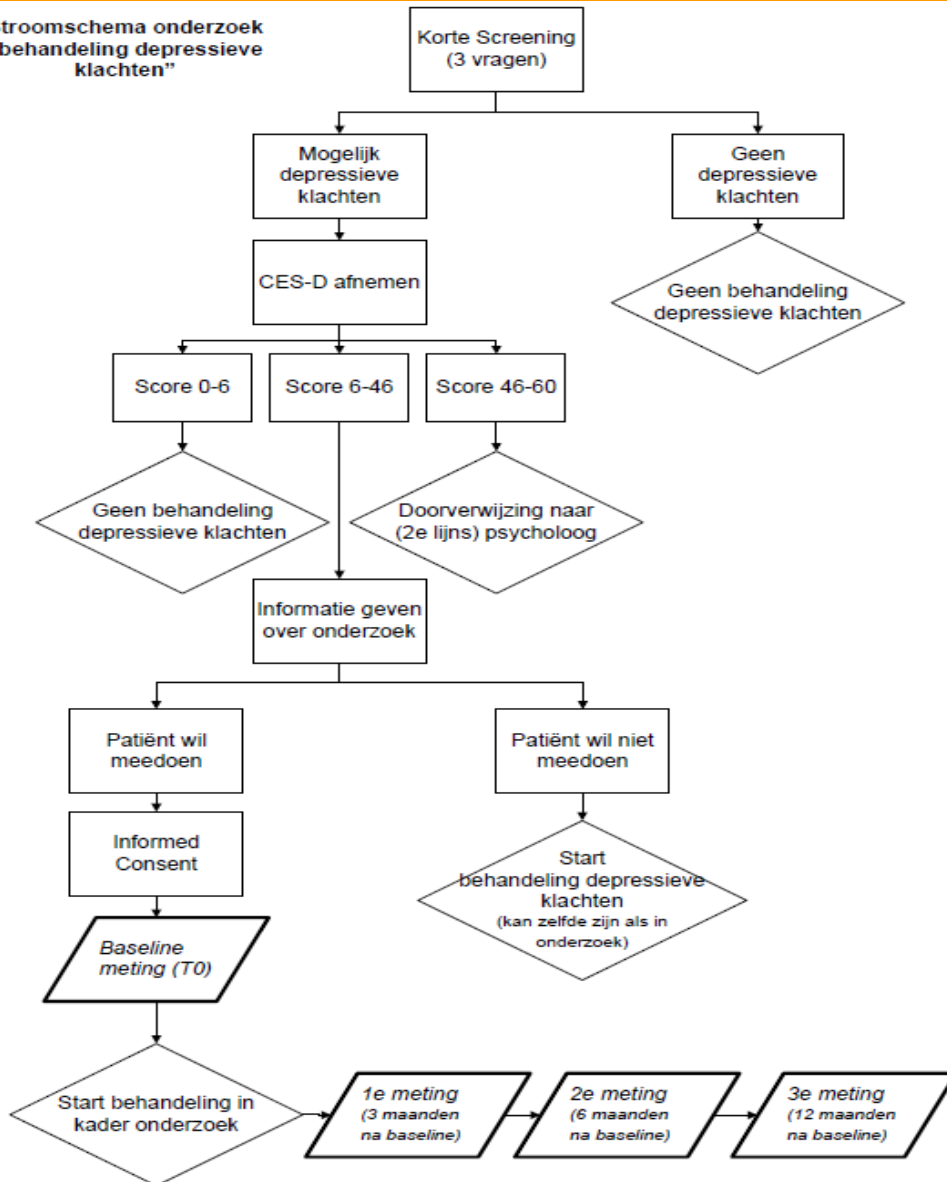 Stroomschema onderzoek
behandeling depressieve
klachten”
Korte Screening
(3 vragen)
Mogelijk
depressieve
klachten
Geen
depressieve
klachten
CES-D afnemen
Geen behandeling
depressieve klachten
Score 0-6
Score 6-46
Score 46-60
Geen behandeling
depressieve klachten
Doorverwijzing naar
(2e lijns) psycholoog
Informatie geven
over onderzoek
Patiënt wil
meedoen
Patiënt wil niet
meedoen
Informed
Consent
Start
behandeling depressieve
klachten
(kan zelfde zijn als in
onderzoek)
Baseline
meting (T0)
Start behandeling in
kader onderzoek
1e meting
(3 maanden
na baseline)
2e meting
(6 maanden
na baseline)
3e meting
(12 maanden
na baseline)